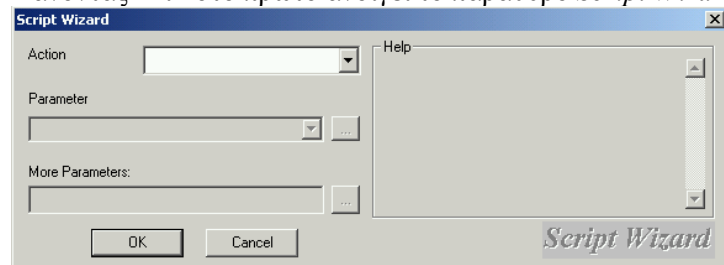 Script Wizard
Action
Help
Parameter
...
More Parameters:
...
OK
Cancel
Script Wizard